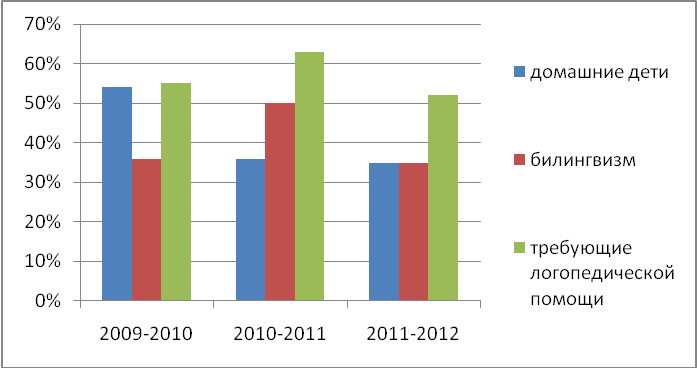 70%
60%
50%
40%
30%
20%
10%
0%
2009-2010
2010-2011
2011-2012
домашние дети
билингвизм
требующие
логопедической
помощи